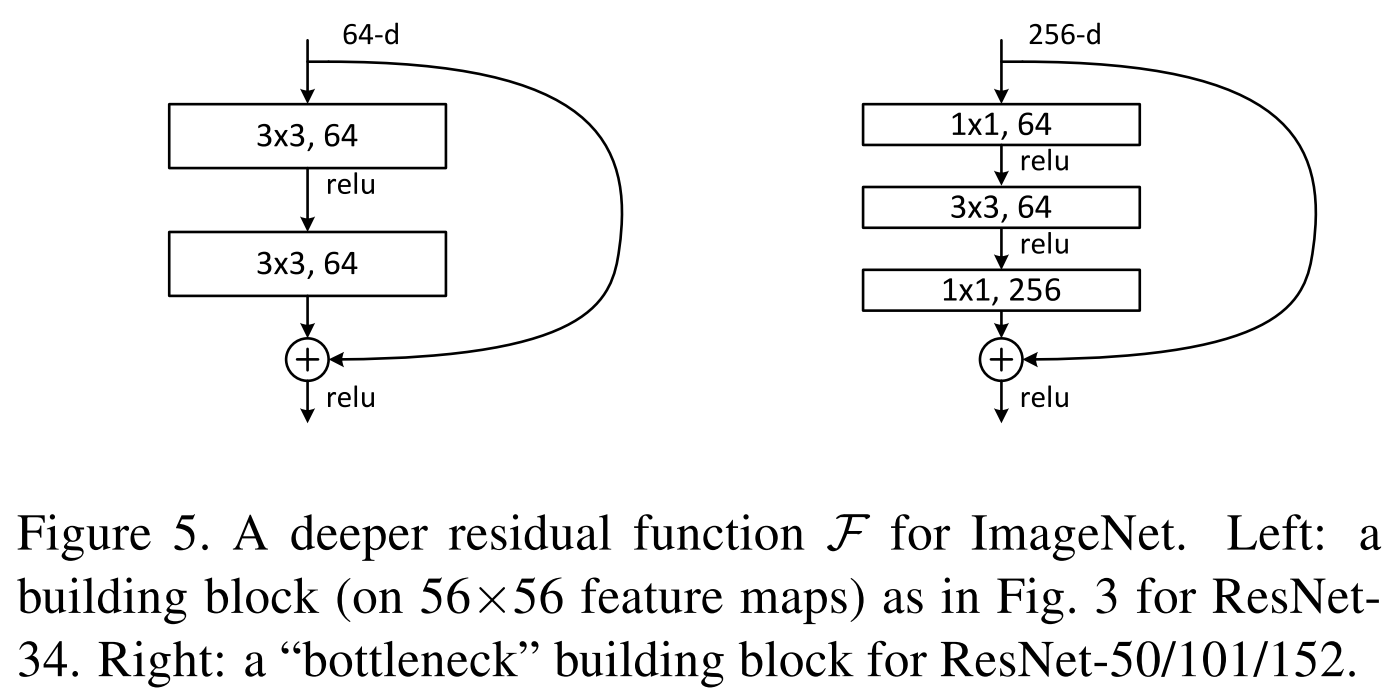 64-d
3x3, 64
relu
3x3, 64
+
relu
256-d
1x1, 64
relu
3x3, 64
relu
1x1, 256
+
relu
Figure 5. A deeper residual function ℱ for ImageNet. Left: a
building block (on 56×56 feature maps) as in Fig. 3 for ResNet-
34. Right: a “bottleneck” building block for ResNet-50/101/152.